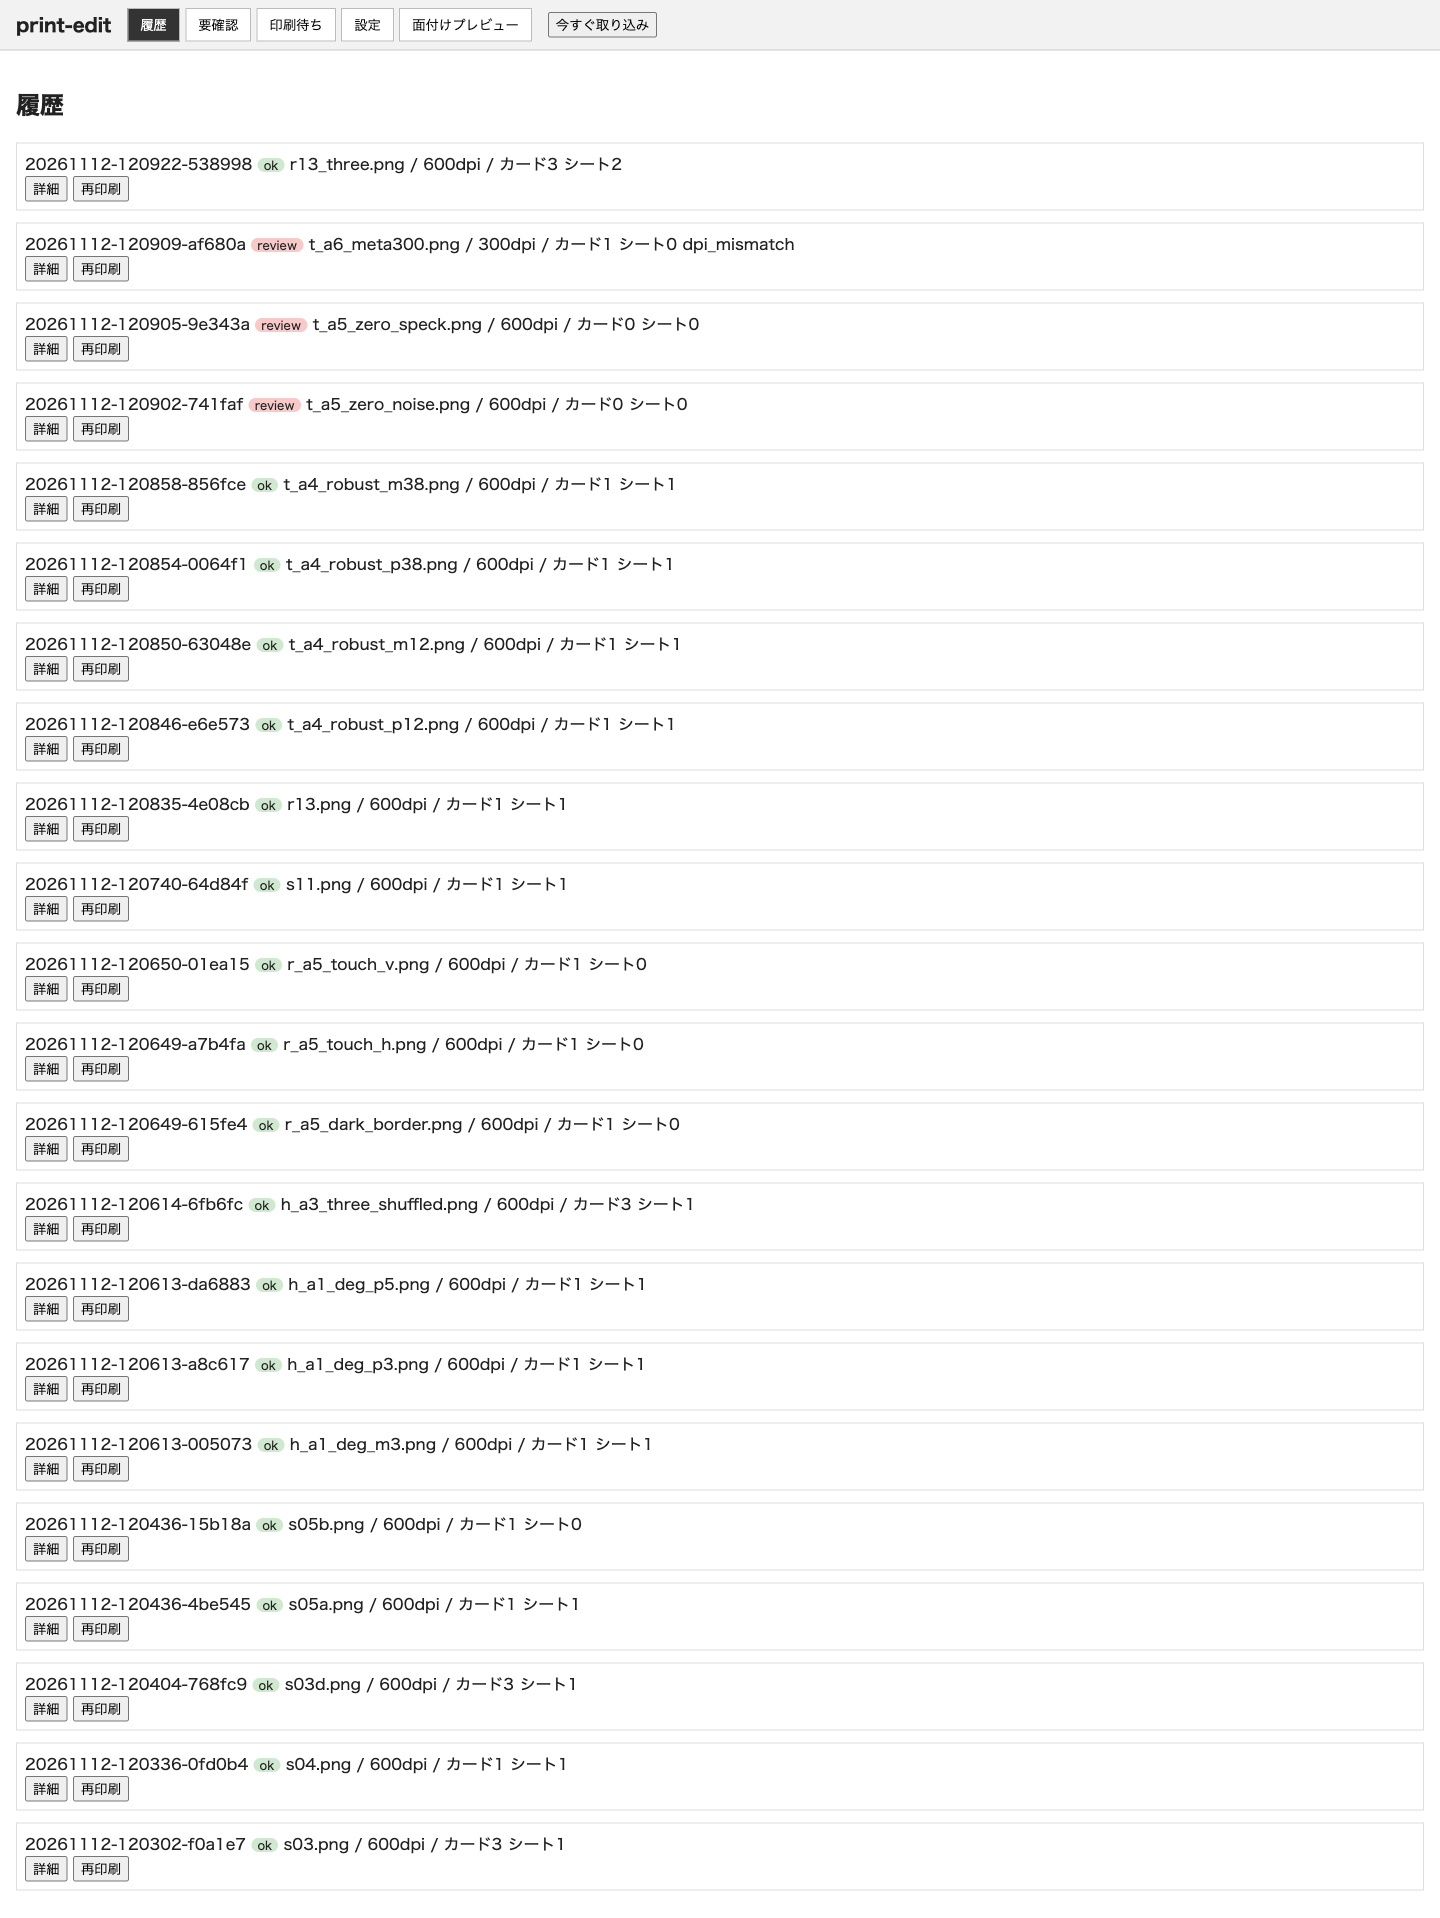 print-edit 履歴 要確認 印刷待ち 設定 面付けプレビュー 今すぐ取り込み
履歴
20261112-120922-538998 ok r13_three.png / 600dpi / カード3 シート2
詳細 再印刷
20261112-120909-af680a review t_a6_meta300.png / 300dpi / カード1 シート0 dpi_mismatch
詳細 再印刷
20261112-120905-9e343a review t_a5_zero_speck.png / 600dpi / カード0 シート0
詳細 再印刷
20261112-120902-741faf review t_a5_zero_noise.png / 600dpi / カード0 シート0
詳細 再印刷
20261112-120858-856fce ok t_a4_robust_m38.png / 600dpi / カード1 シート1
詳細 再印刷
20261112-120854-0064f1 ok t_a4_robust_p38.png / 600dpi / カード1 シート1
詳細 再印刷
20261112-120850-63048e ok t_a4_robust_m12.png / 600dpi / カード1 シート1
詳細 再印刷
20261112-120846-e6e573 ok t_a4_robust_p12.png / 600dpi / カード1 シート1
詳細 再印刷
20261112-120835-4e08cb ok r13.png / 600dpi / カード1 シート1
詳細 再印刷
20261112-120740-64d84f ok s11.png / 600dpi / カード1 シート1
詳細 再印刷
20261112-120650-01ea15 ok r_a5_touch_v.png / 600dpi / カード1 シート0
詳細 再印刷
20261112-120649-a7b4fa ok r_a5_touch_h.png / 600dpi / カード1 シート0
詳細 再印刷
20261112-120649-615fe4 ok r_a5_dark_border.png / 600dpi / カード1 シート0
詳細 再印刷
20261112-120614-6fb6fc ok h_a3_three_shuffled.png / 600dpi / カード3 シート1
詳細 再印刷
20261112-120613-da6883 ok h_a1_deg_p5.png / 600dpi / カード1 シート1
詳細 再印刷
20261112-120613-a8c617 ok h_a1_deg_p3.png / 600dpi / カード1 シート1
詳細 再印刷
20261112-120613-005073 ok h_a1_deg_m3.png / 600dpi / カード1 シート1
詳細 再印刷
20261112-120436-15b18a ok s05b.png / 600dpi / カード1 シート0
詳細 再印刷
20261112-120436-4be545 ok s05a.png / 600dpi / カード1 シート1
詳細 再印刷
20261112-120404-768fc9 ok s03d.png / 600dpi / カード3 シート1
詳細 再印刷
20261112-120336-0fd0b4 ok s04.png / 600dpi / カード1 シート1
詳細 再印刷
20261112-120302-f0a1e7 ok s03.png / 600dpi / カード3 シート1
詳細 再印刷